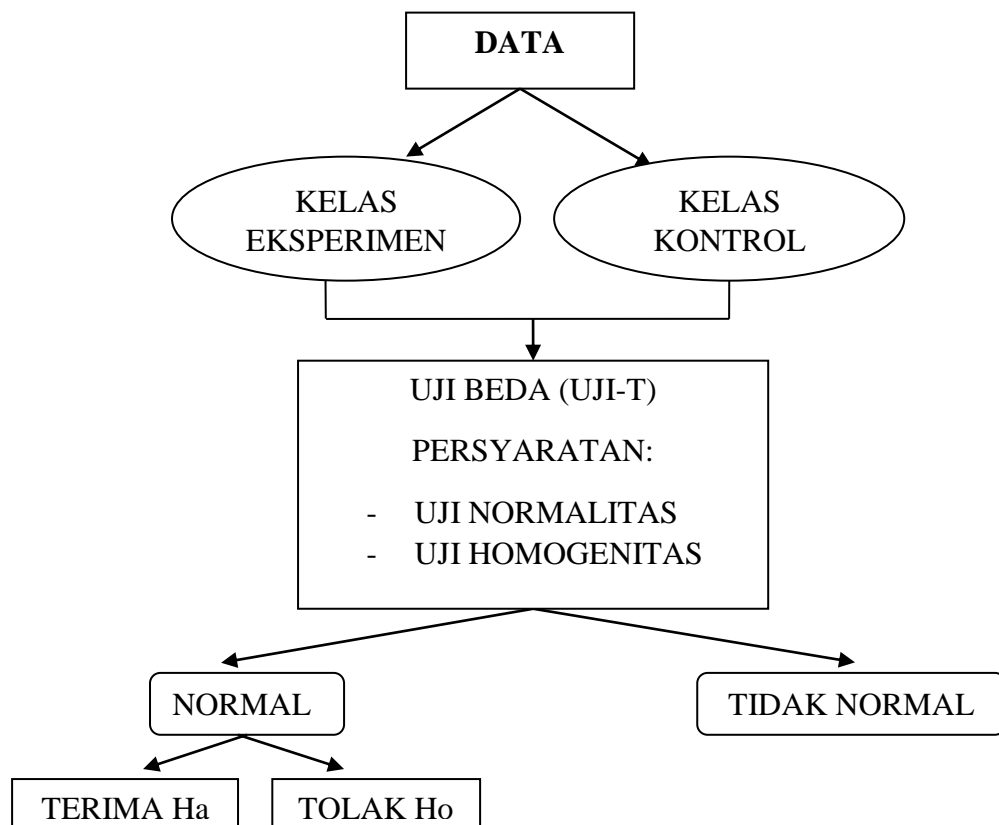 DATA
KELAS
EKSPERIMEN
KELAS
KONTROL
UJI BEDA (UJI-T)
PERSYARATAN:
- UJI NORMALITAS
- UJI HOMOGENITAS
NORMAL
TIDAK NORMAL
TERIMA Ha
TOLAK Ho